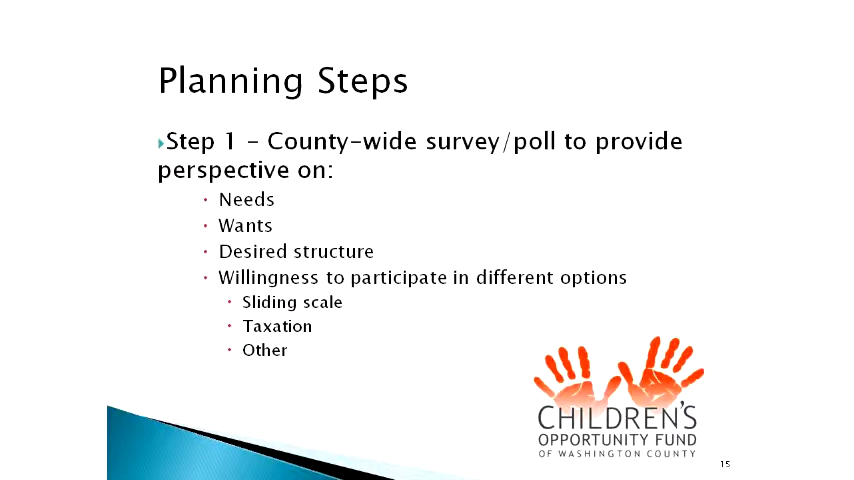 Planning Steps
Step 1 – County-wide survey/poll to provide
perspective on:
• Needs
• Wants
• Desired structure
• Willingness to participate in different options
• Sliding scale
• Taxation
• Other
CHILDREN'S
OPPORTUNITY FUND
OF WASHINGTON COUNTY
15